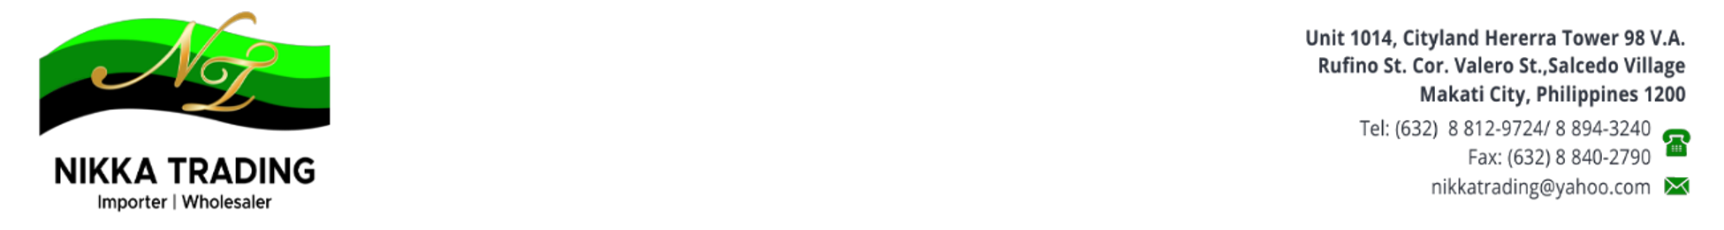 NT
NIKKA TRADING
Importer | Wholesaler
Unit 1014, Cityland Hererra Tower 98 V.A.
Rufino St. Cor. Valero St.,Salcedo Village
Makati City, Philippines 1200
Tel: (632)  8 812-9724/ 8 894-3240
Fax: (632) 8 840-2790
nikkatrading@yahoo.com